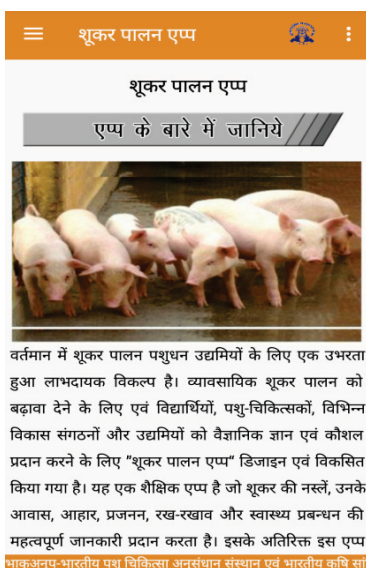 शूकर पालन एप्प
शूकर पालन एप्प
एप्प के बारे में जानिये
वर्तमान में शूकर पालन पशुधन उद्यमियों के लिए एक उभरता
हुआ लाभदायक विकल्प है। व्यावसायिक शूकर पालन को
बढ़ावा देने के लिए एवं विद्यार्थियों, पशु-चिकित्सकों, विभिन्न
विकास संगठनों और उद्यमियों को वैज्ञानिक ज्ञान एवं कौशल
प्रदान करने के लिए "शूकर पालन एप्प" डिजाइन एवं विकसित
किया गया है। यह एक शैक्षिक एप्प है जो शूकर की नस्लें, उनके
आवास, आहार, प्रजनन, रख-रखाव और स्वास्थ्य प्रबन्धन की
महत्वपूर्ण जानकारी प्रदान करता है। इसके अतिरिक्त इस एप्प
भाकृअनुप-भारतीय पशु चिकित्सा अनुसंधान संस्थान एवं भारतीय कृषि सां